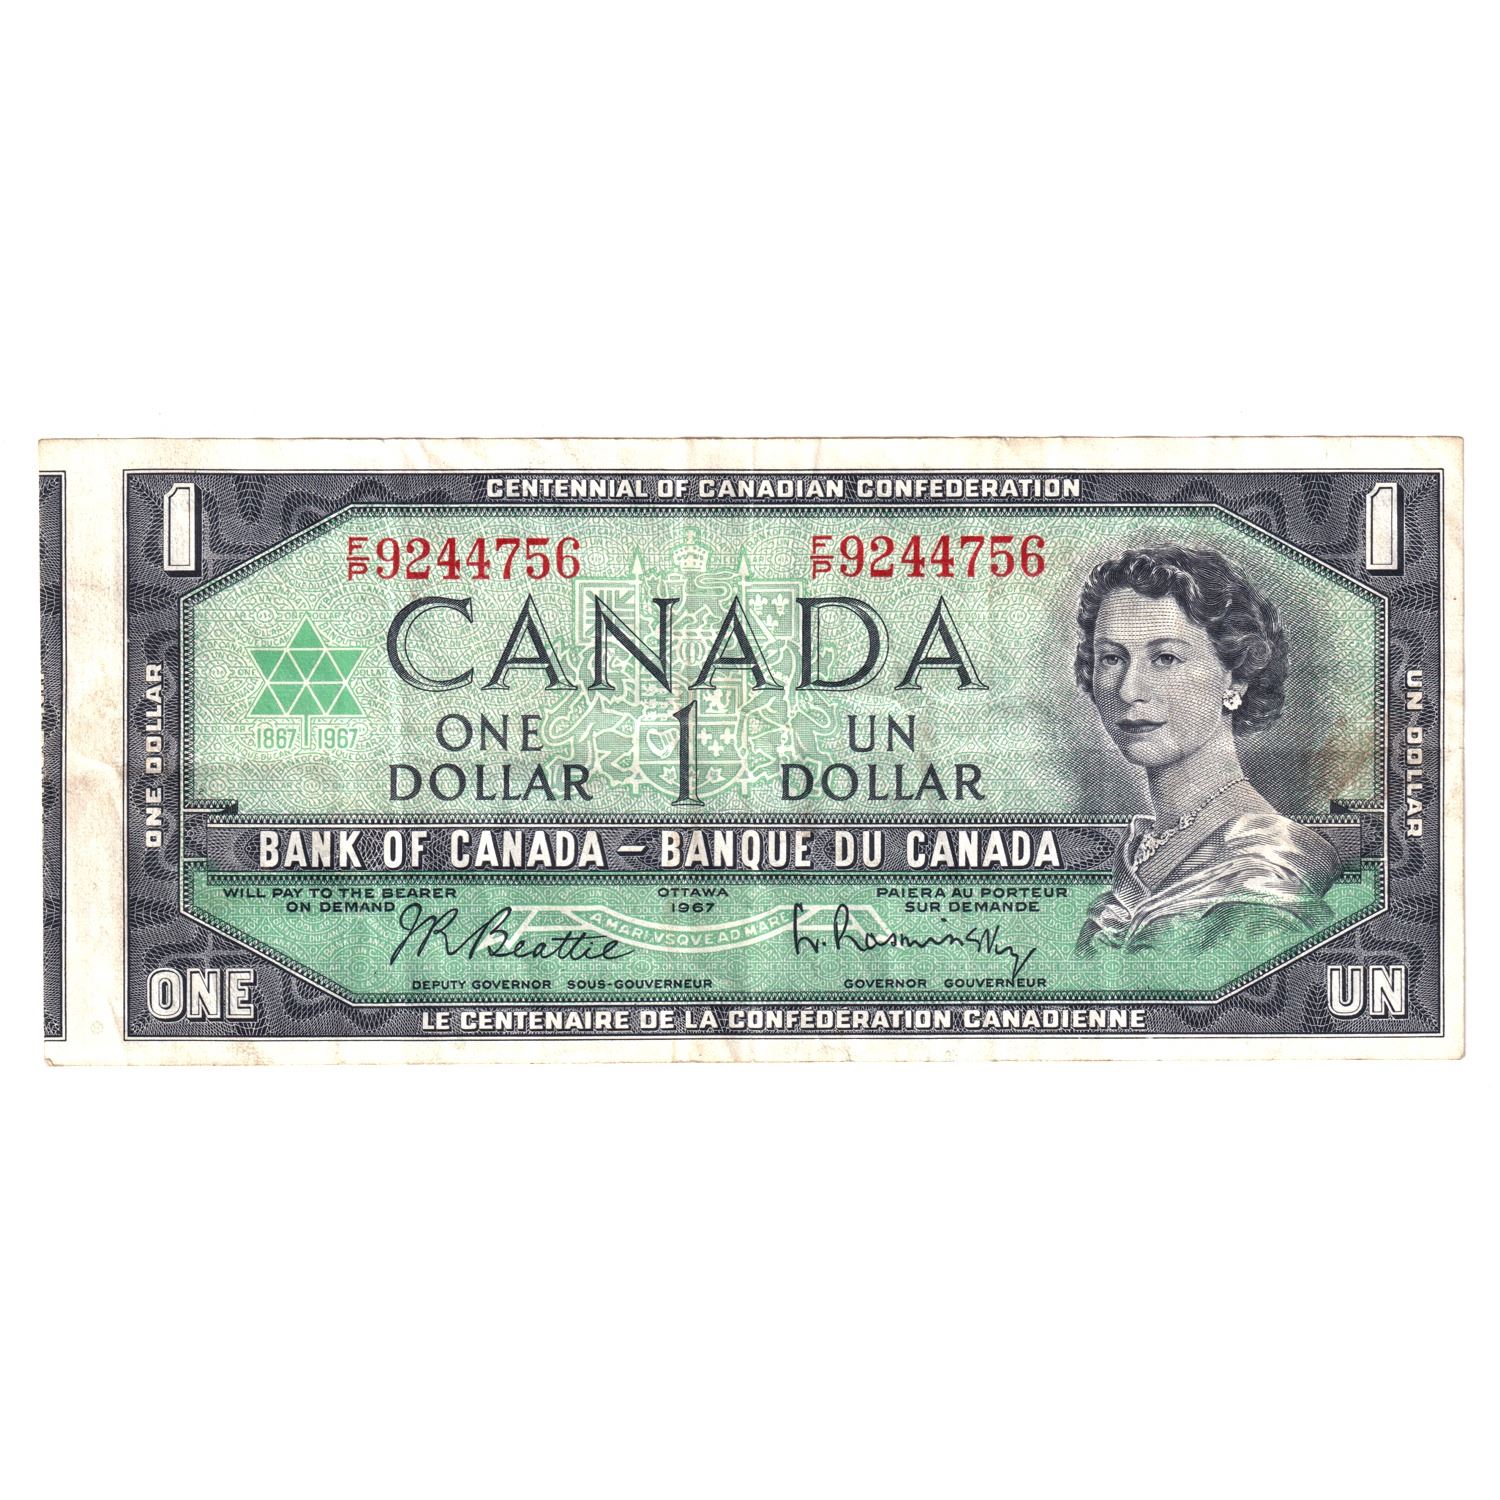 CENTENNIAL OF CANADIAN CONFEDERATION
1 1
F/P 9244756 F/P 9244756
CANADA
1867 1967
ONE DOLLAR
ONE
DOLLAR
1
UN
DOLLAR
UN DOLLAR
BANK OF CANADA – BANQUE DU CANADA
WILL PAY TO THE BEARER
ON DEMAND
OTTAWA
1967
PAIERA AU PORTEUR
SUR DEMANDE
A MARI VSQVE AD MARE
J.R. Beattie
L. Rasminsky
DEPUTY GOVERNOR SOUS-GOUVERNEUR
GOVERNOR GOUVERNEUR
ONE
UN
LE CENTENAIRE DE LA CONFÉDÉRATION CANADIENNE